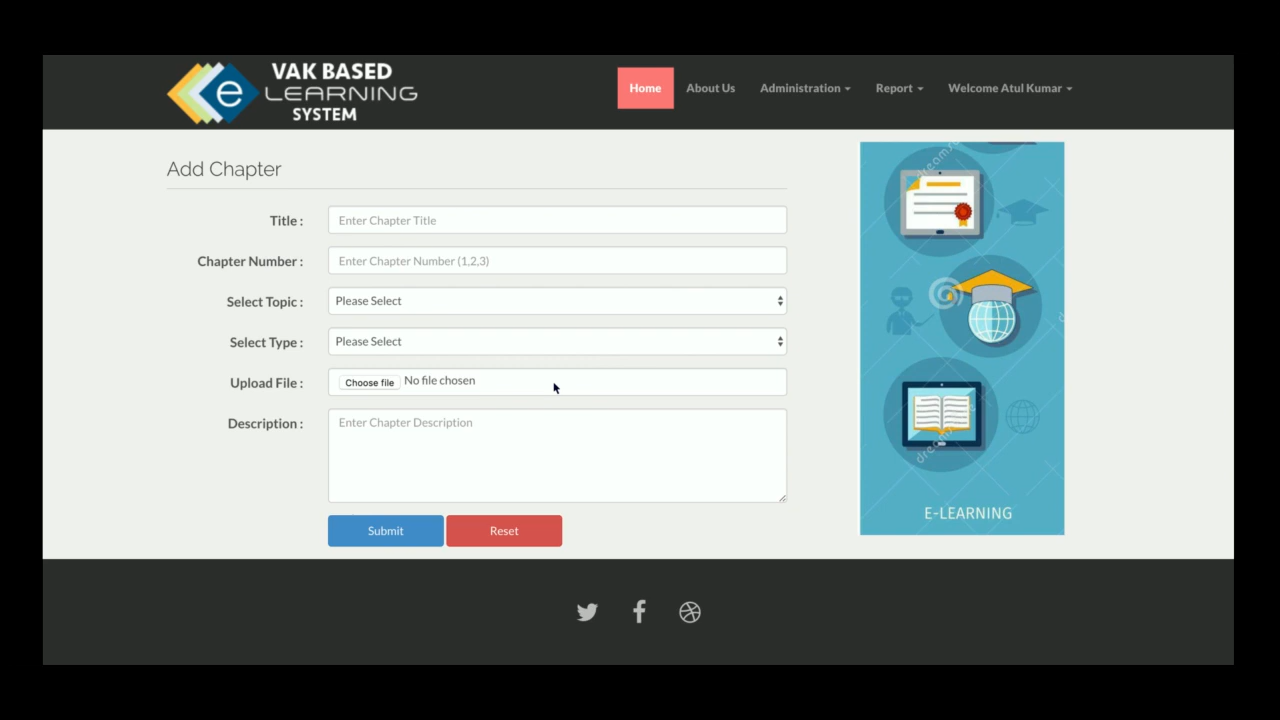 VAK BASED
LEARNING
SYSTEM
e
Home
About Us
Administration
Report
Welcome Atul Kumar
Add Chapter
Title :
Enter Chapter Title
Chapter Number :
Enter Chapter Number (1,2,3)
Select Topic :
Please Select
Select Type :
Please Select
Upload File :
Choose file No file chosen
Description :
Enter Chapter Description
Submit
Reset
E-LEARNING